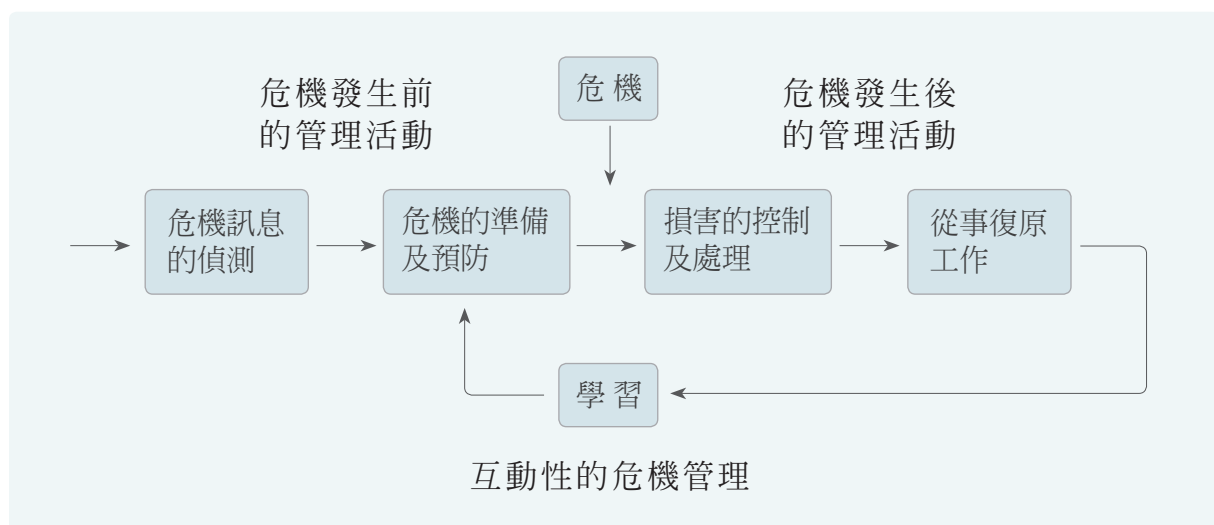 危機發生前
的管理活動
危機
危機發生後
的管理活動
危機訊息
的偵測
危機的準備
及預防
損害的控制
及處理
從事復原
工作
學習
互動性的危機管理